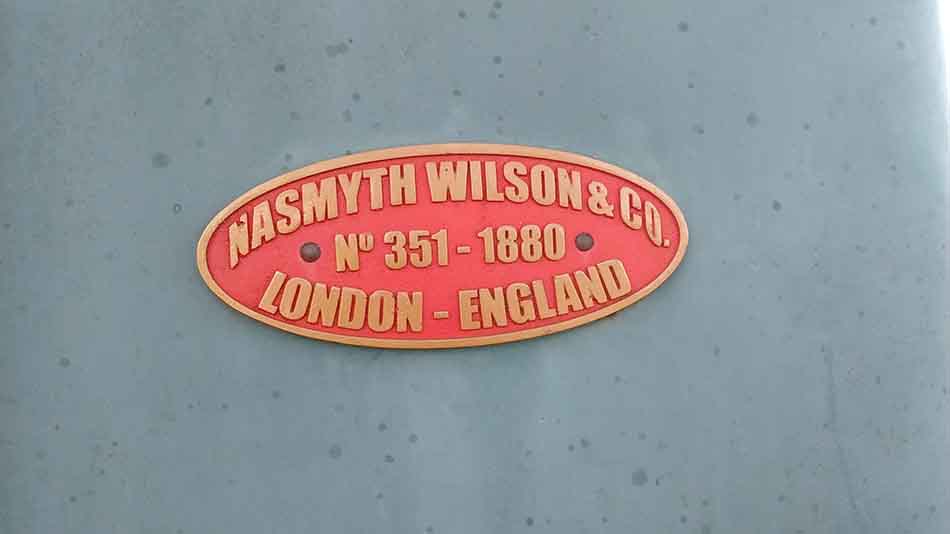 NASMYTH WILSON & CO.
Nº 351 - 1880
LONDON - ENGLAND